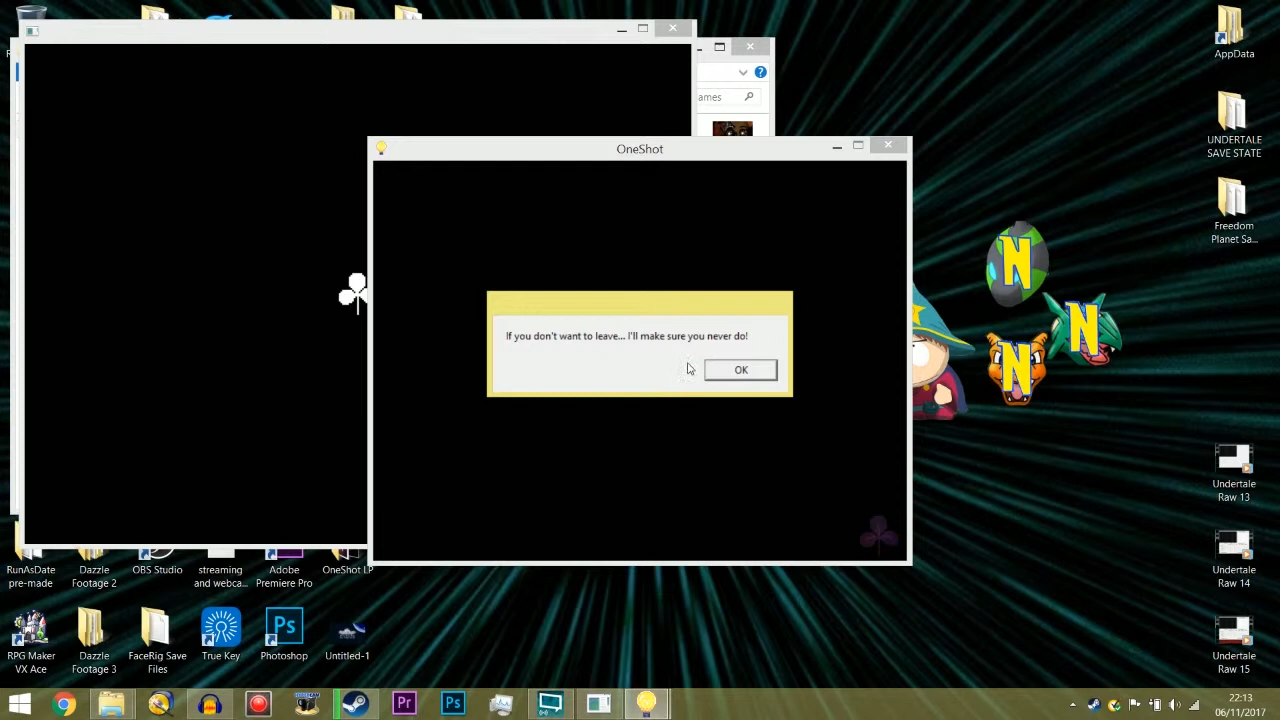 AppData
ames
OneShot
UNDERTALE
SAVE STATE
If you don't want to leave... I'll make sure you never do!
OK
Freedom
Planet Sa...
N
N
N
Undertale
Raw 13
RunAsDate
pre-made
Dazzle
Footage 2
OBS Studio
streaming
and webca...
Adobe
Premiere Pro
OneShot LP
Undertale
Raw 14
Ps
RPG Maker
VX Ace
Dazzle
Footage 3
FaceRig Save
Files
True Key
Photoshop
Untitled-1
Undertale
Raw 15
Pr
Ps
22:13
06/11/2017